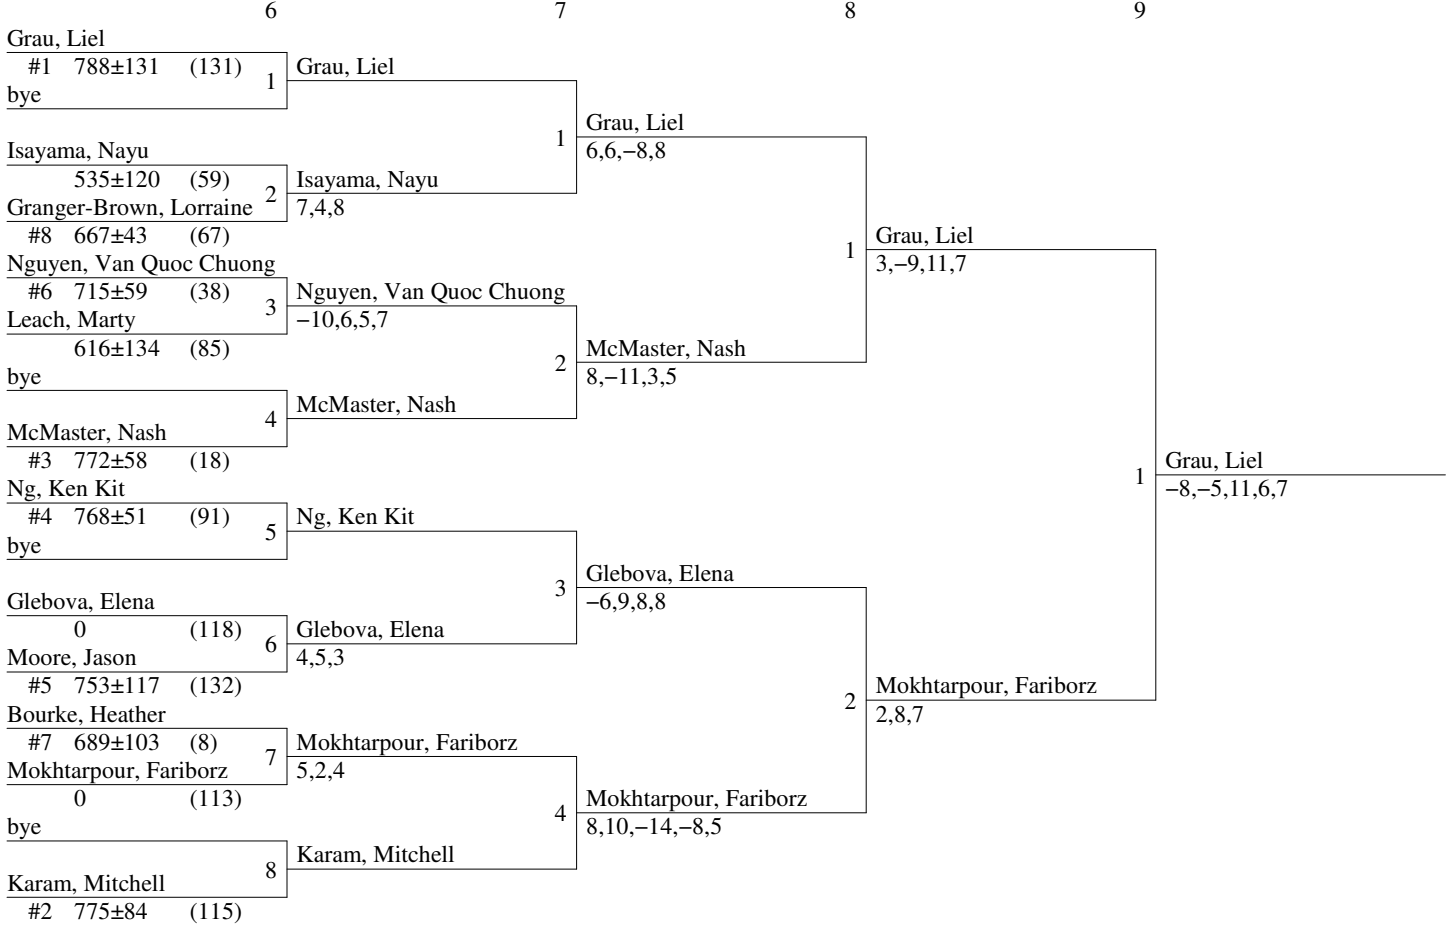 6 7 8 9
Grau, Liel
#1 788±131 (131)
bye
1
Grau, Liel
Isayama, Nayu
535±120 (59)
Granger-Brown, Lorraine
#8 667±43 (67)
2
Isayama, Nayu
7,4,8
Nguyen, Van Quoc Chuong
#6 715±59 (38)
Leach, Marty
616±134 (85)
3
Nguyen, Van Quoc Chuong
−10,6,5,7
bye
McMaster, Nash
#3 772±58 (18)
4
McMaster, Nash
Ng, Ken Kit
#4 768±51 (91)
bye
5
Ng, Ken Kit
Glebova, Elena
0 (118)
Moore, Jason
#5 753±117 (132)
6
Glebova, Elena
4,5,3
Bourke, Heather
#7 689±103 (8)
Mokhtarpour, Fariborz
0 (113)
7
Mokhtarpour, Fariborz
5,2,4
bye
Karam, Mitchell
#2 775±84 (115)
8
Karam, Mitchell
1
Grau, Liel
6,6,−8,8
2
McMaster, Nash
8,−11,3,5
3
Glebova, Elena
−6,9,8,8
4
Mokhtarpour, Fariborz
8,10,−14,−8,5
1
Grau, Liel
3,−9,11,7
2
Mokhtarpour, Fariborz
2,8,7
1
Grau, Liel
−8,−5,11,6,7